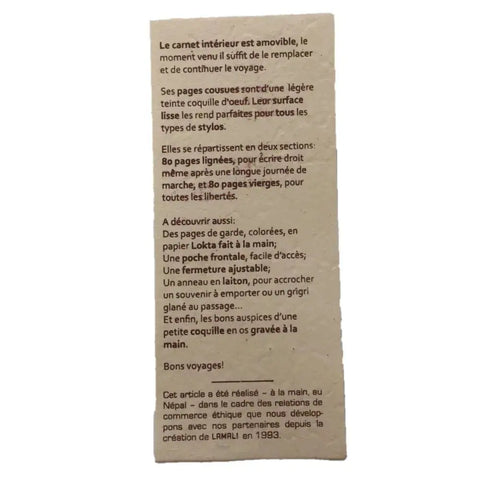 Le carnet intérieur est amovible, le
moment venu il suffit de le remplacer
et de continuer le voyage.
Ses pages cousues sont d'une légère
teinte coquille d'oeuf. Leur surface
lisse les rend parfaites pour tous les
types de stylos.
Elles se répartissent en deux sections:
80 pages lignées, pour écrire droit
même après une longue journée de
marche, et 80 pages vierges, pour
toutes les libertés.
A découvrir aussi:
Des pages de garde, colorées, en
papier Lokta fait à la main;
Une poche frontale, facile d'accès;
Une fermeture ajustable;
Un anneau en laiton, pour accrocher
un souvenir à emporter ou un grigri
glané au passage...
Et enfin, les bons auspices d'une
petite coquille en os gravée à la
main.
Bons voyages!
Cet article a été réalisé – à la main, au
Népal – dans le cadre des relations de
commerce éthique que nous dévelop-
pons avec nos partenaires depuis la
création de LAMALI en 1993.